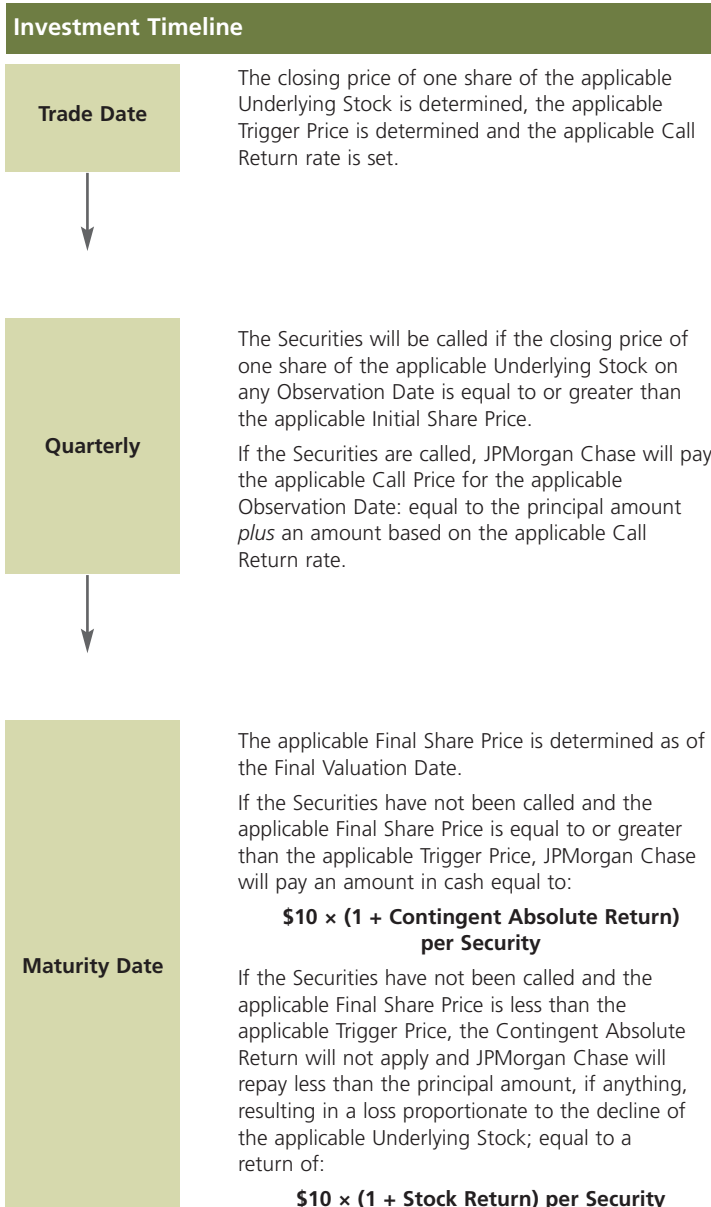 Investment Timeline
Trade Date
The closing price of one share of the applicable
Underlying Stock is determined, the applicable
Trigger Price is determined and the applicable Call
Return rate is set.
Quarterly
The Securities will be called if the closing price of
one share of the applicable Underlying Stock on
any Observation Date is equal to or greater than
the applicable Initial Share Price.
If the Securities are called, JPMorgan Chase will pay
the applicable Call Price for the applicable
Observation Date: equal to the principal amount
plus an amount based on the applicable Call
Return rate.
Maturity Date
The applicable Final Share Price is determined as of
the Final Valuation Date.
If the Securities have not been called and the
applicable Final Share Price is equal to or greater
than the applicable Trigger Price, JPMorgan Chase
will pay an amount in cash equal to:
$10 × (1 + Contingent Absolute Return)
per Security
If the Securities have not been called and the
applicable Final Share Price is less than the
applicable Trigger Price, the Contingent Absolute
Return will not apply and JPMorgan Chase will
repay less than the principal amount, if anything,
resulting in a loss proportionate to the decline of
the applicable Underlying Stock; equal to a
return of:
$10 × (1 + Stock Return) per Security